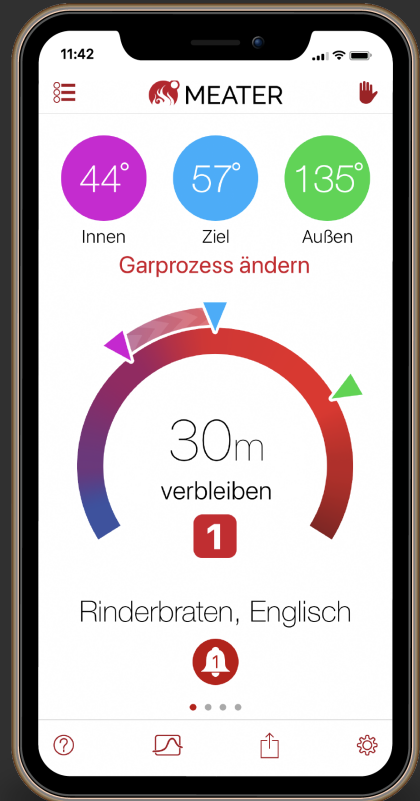 11:42
MEATER
44° 57° 135°
Innen Ziel Außen
Garprozess ändern
30m
verbleiben
1
Rinderbraten, Englisch
1
?